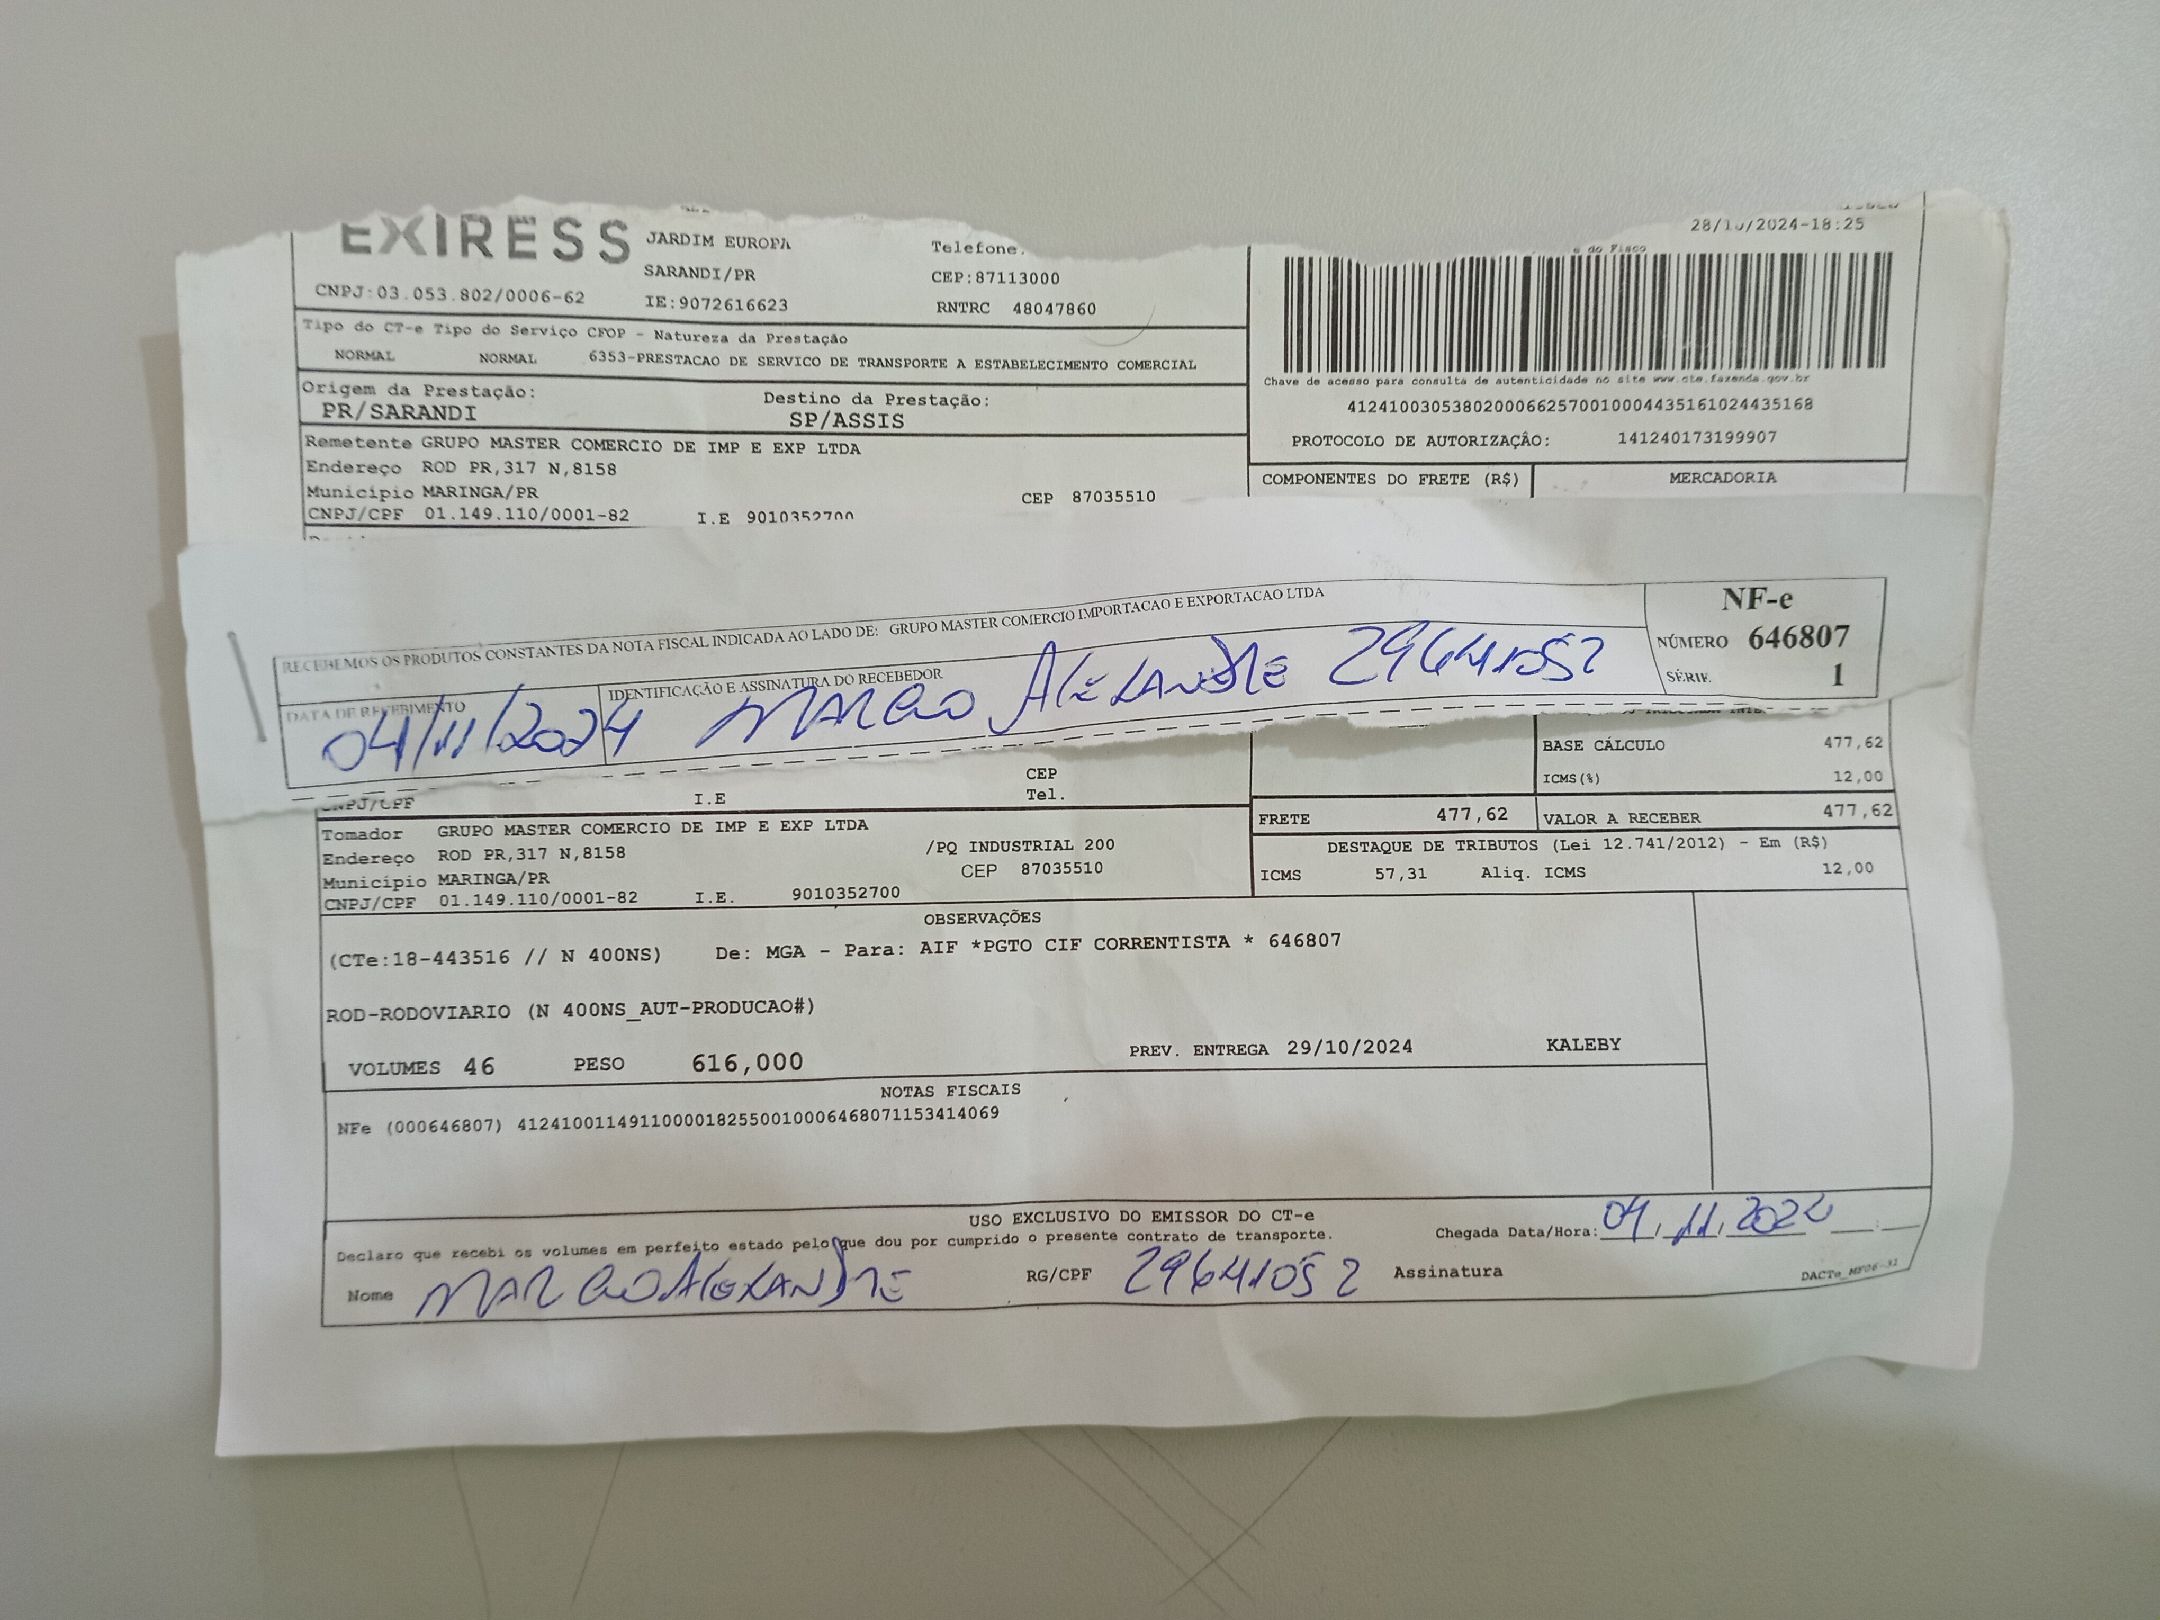 EXIRESS
JARDIM EUROPA
Telefone.
28/10/2024-18:25
SARANDI/PR
CEP:87113000
CNPJ:03.053.802/0006-62
IE:9072616623
RNTRC 48047860
Tipo do CT-e Tipo do Serviço CFOP - Natureza da Prestação
NORMAL NORMAL 6353-PRESTACAO DE SERVICO DE TRANSPORTE A ESTABELECIMENTO COMERCIAL
e do Fisco
Chave de acesso para consulta de autenticidade no site www.cte.fazenda.gov.br
41241003053802000662570010004435161024435168
PROTOCOLO DE AUTORIZAÇÃO: 141240173199907
Origem da Prestação: Destino da Prestação:
PR/SARANDI SP/ASSIS
Remetente GRUPO MASTER COMERCIO DE IMP E EXP LTDA
Endereço ROD PR,317 N,8158
Município MARINGA/PR CEP 87035510
CNPJ/CPF 01.149.110/0001-82 I.E 9010352700
COMPONENTES DO FRETE (R$) MERCADORIA
RECEBEMOS OS PRODUTOS CONSTANTES DA NOTA FISCAL INDICADA AO LADO DE: GRUPO MASTER COMERCIO IMPORTACAO E EXPORTACAO LTDA
NF-e
NÚMERO 646807
SÉRIE 1
DATA DE RECEBIMENTO
04/11/2024
IDENTIFICAÇÃO E ASSINATURA DO RECEBEDOR
MARCIO ALEXANDRE 29641052
BASE CÁLCULO 477,62
ICMS(%) 12,00
CEP
CNPJ/CPF I.E Tel.
FRETE 477,62 VALOR A RECEBER 477,62
Tomador GRUPO MASTER COMERCIO DE IMP E EXP LTDA
Endereço ROD PR,317 N,8158 /PQ INDUSTRIAL 200
Município MARINGA/PR CEP 87035510
CNPJ/CPF 01.149.110/0001-82 I.E. 9010352700
DESTAQUE DE TRIBUTOS (Lei 12.741/2012) - Em (R$)
ICMS 57,31 Aliq. ICMS 12,00
OBSERVAÇÕES
(CTe:18-443516 // N 400NS) De: MGA - Para: AIF *PGTO CIF CORRENTISTA * 646807
ROD-RODOVIARIO (N 400NS_AUT-PRODUCAO#)
VOLUMES 46 PESO 616,000 PREV. ENTREGA 29/10/2024 KALEBY
NOTAS FISCAIS
NFe (000646807) 41241001149110000182550010006468071153414069
USO EXCLUSIVO DO EMISSOR DO CT-e
Declaro que recebi os volumes em perfeito estado pelo que dou por cumprido o presente contrato de transporte.
Chegada Data/Hora: 04/11/2024 __:__
Nome MARCIO ALEXANDRE RG/CPF 29641052 Assinatura
DACTe_MF06-31